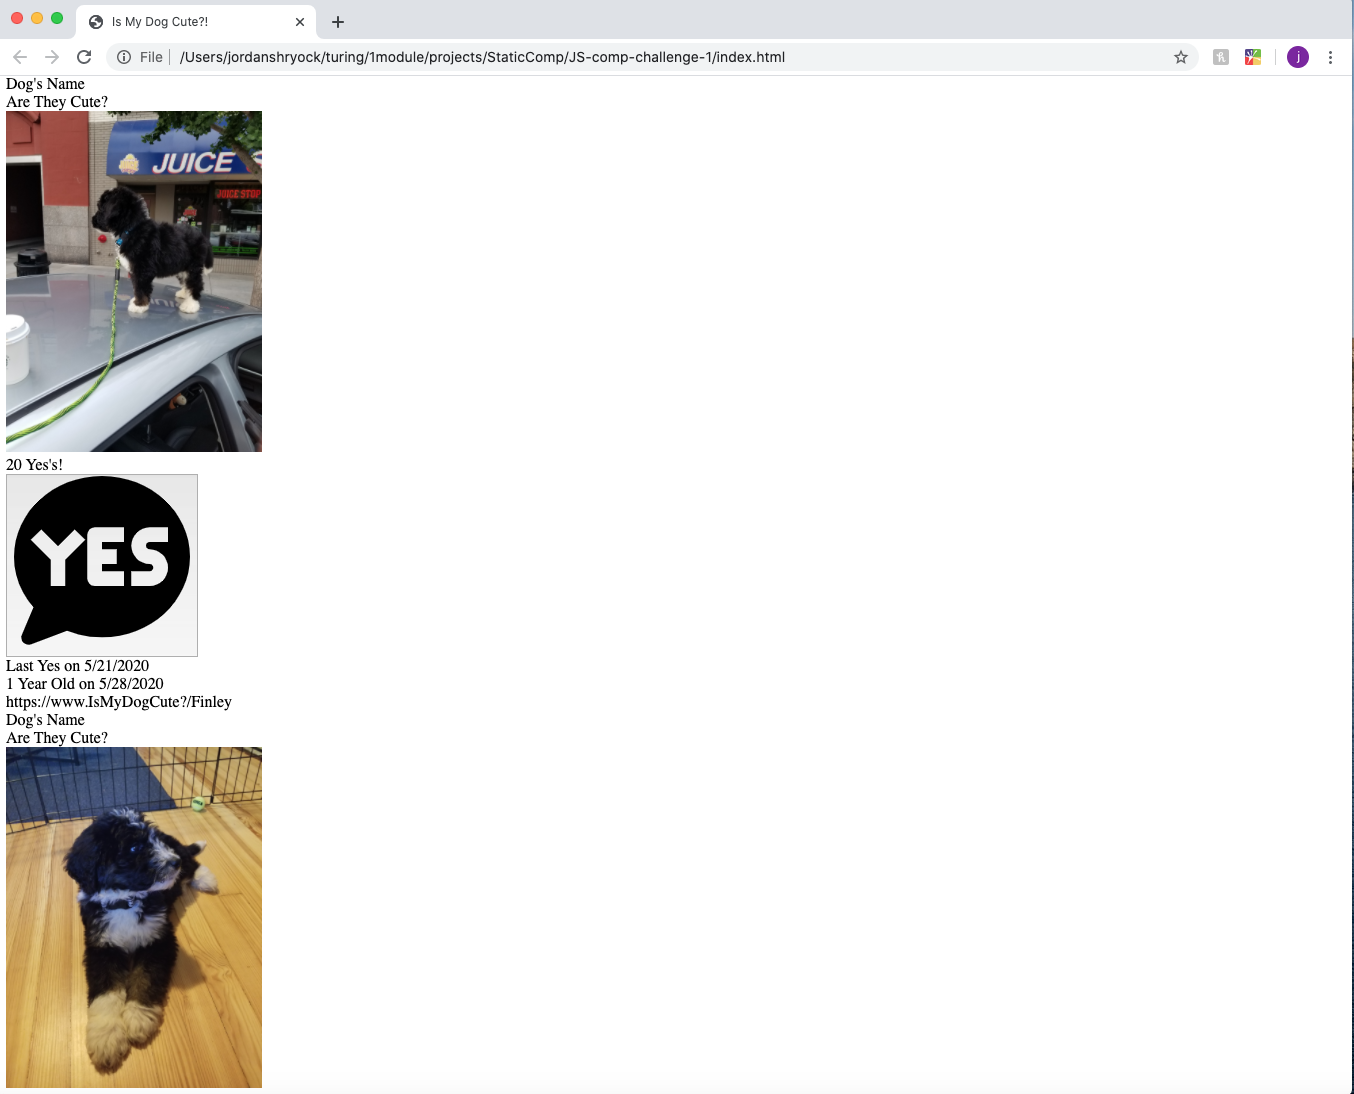 Is My Dog Cute?!
File /Users/jordanshryock/turing/1module/projects/StaticComp/JS-comp-challenge-1/index.html
j
Dog's Name
Are They Cute?
JUICE S
JUICE STOP
20 Yes's!
YES
Last Yes on 5/21/2020
1 Year Old on 5/28/2020
https://www.IsMyDogCute?/Finley
Dog's Name
Are They Cute?